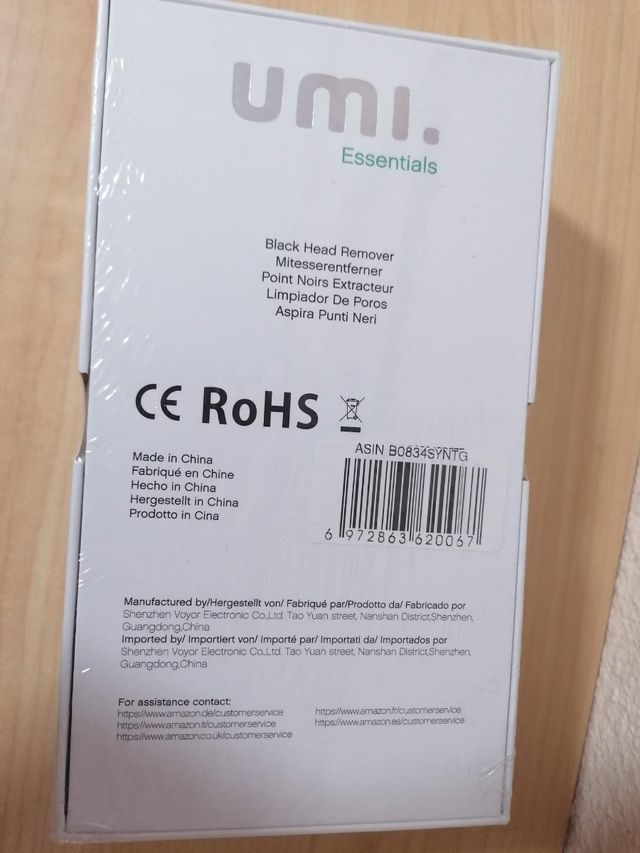 umi.
Essentials
Black Head Remover
Mitesserentferner
Point Noirs Extracteur
Limpiador De Poros
Aspira Punti Neri
CE RoHS
ASIN B0834SYNTG
Made in China
Fabriqué en Chine
Hecho in China
Hergestellt in China
Prodotto in Cina
6 972863 620067
Manufactured by/Hergestellt von/ Fabriqué par/Prodotto da/ Fabricado por
Shenzhen Voyor Electronic Co.,Ltd. Tao Yuan street, Nanshan District,Shenzhen,
Guangdong,China
Imported by/ Importiert von/ Importé par/ Importati da/ Importados por
Shenzhen Voyor Electronic Co.,Ltd. Tao Yuan street, Nanshan District,Shenzhen,
Guangdong,China
For assistance contact:
https://www.amazon.de/customerservice https://www.amazon.fr/customerservice
https://www.amazon.it/customerservice https://www.amazon.es/customerservice
https://www.amazon.co.uk/customerservice